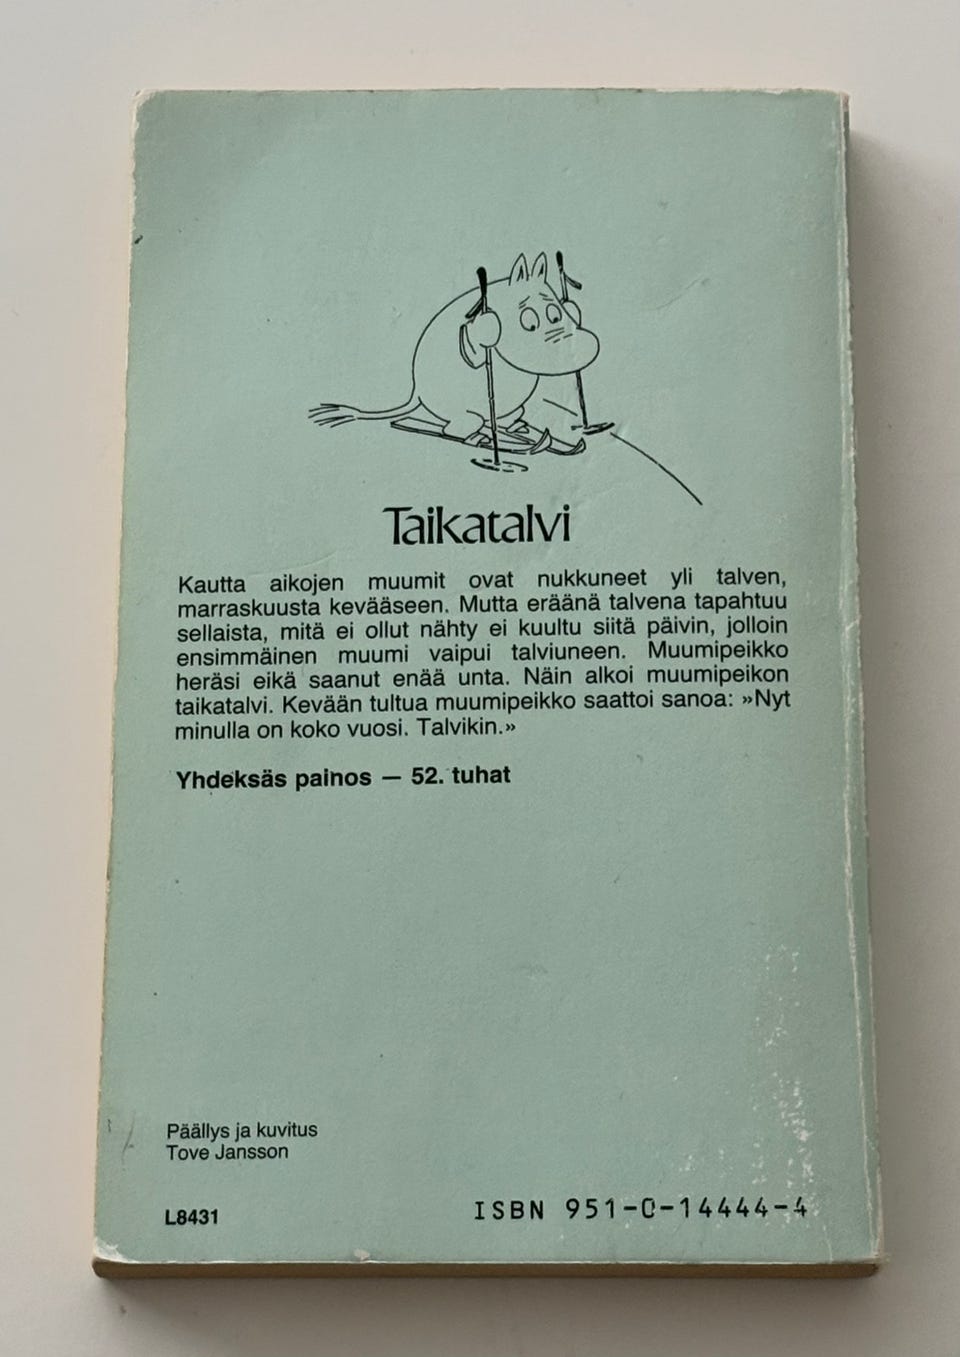 Taikatalvi
Kautta aikojen muumit ovat nukkuneet yli talven,
marraskuusta kevääseen. Mutta eräänä talvena tapahtuu
sellaista, mitä ei ollut nähty ei kuultu siitä päivin, jolloin
ensimmäinen muumi vaipui talviuneen. Muumipeikko
heräsi eikä saanut enää unta. Näin alkoi muumipeikon
taikatalvi. Kevään tultua muumipeikko saattoi sanoa: »Nyt
minulla on koko vuosi. Talvikin.»
Yhdeksäs painos — 52. tuhat
Päällys ja kuvitus
Tove Jansson
L8431
ISBN 951-0-14444-4